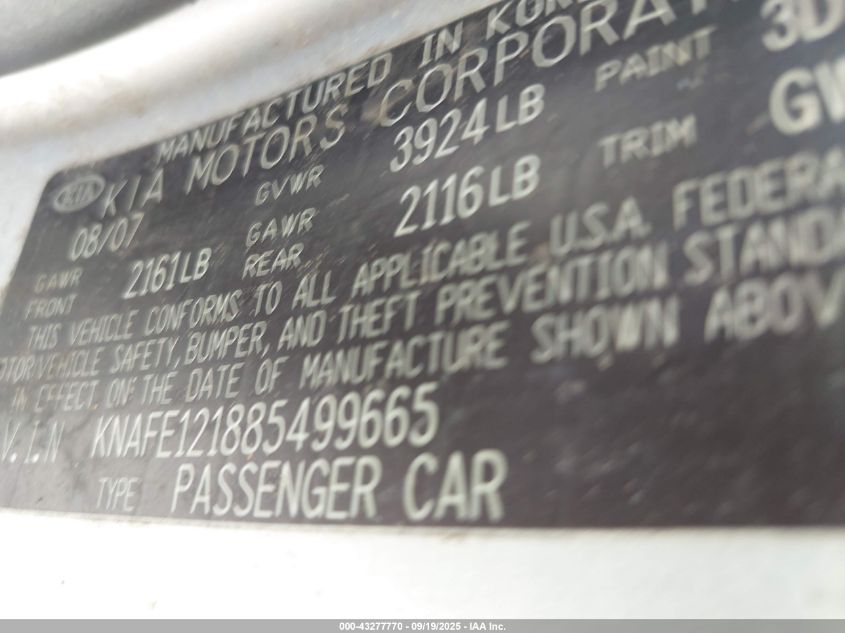 MANUFACTURED IN KORE
KIA KIA MOTORS CORPORAT
08/07 GVWR 3924LB PAINT 3D
GAWR FRONT 2161LB GAWR REAR 2116LB TRIM GW
THIS VEHICLE CONFORMS TO ALL APPLICABLE U.S.A. FEDERA
MOTOR VEHICLE SAFETY, BUMPER, AND THEFT PREVENTION STANDA
IN EFFECT ON THE DATE OF MANUFACTURE SHOWN ABOV
V.I.N KNAFE121885499665
TYPE PASSENGER CAR
000-43277770 - 09/19/2025 - IAA Inc.